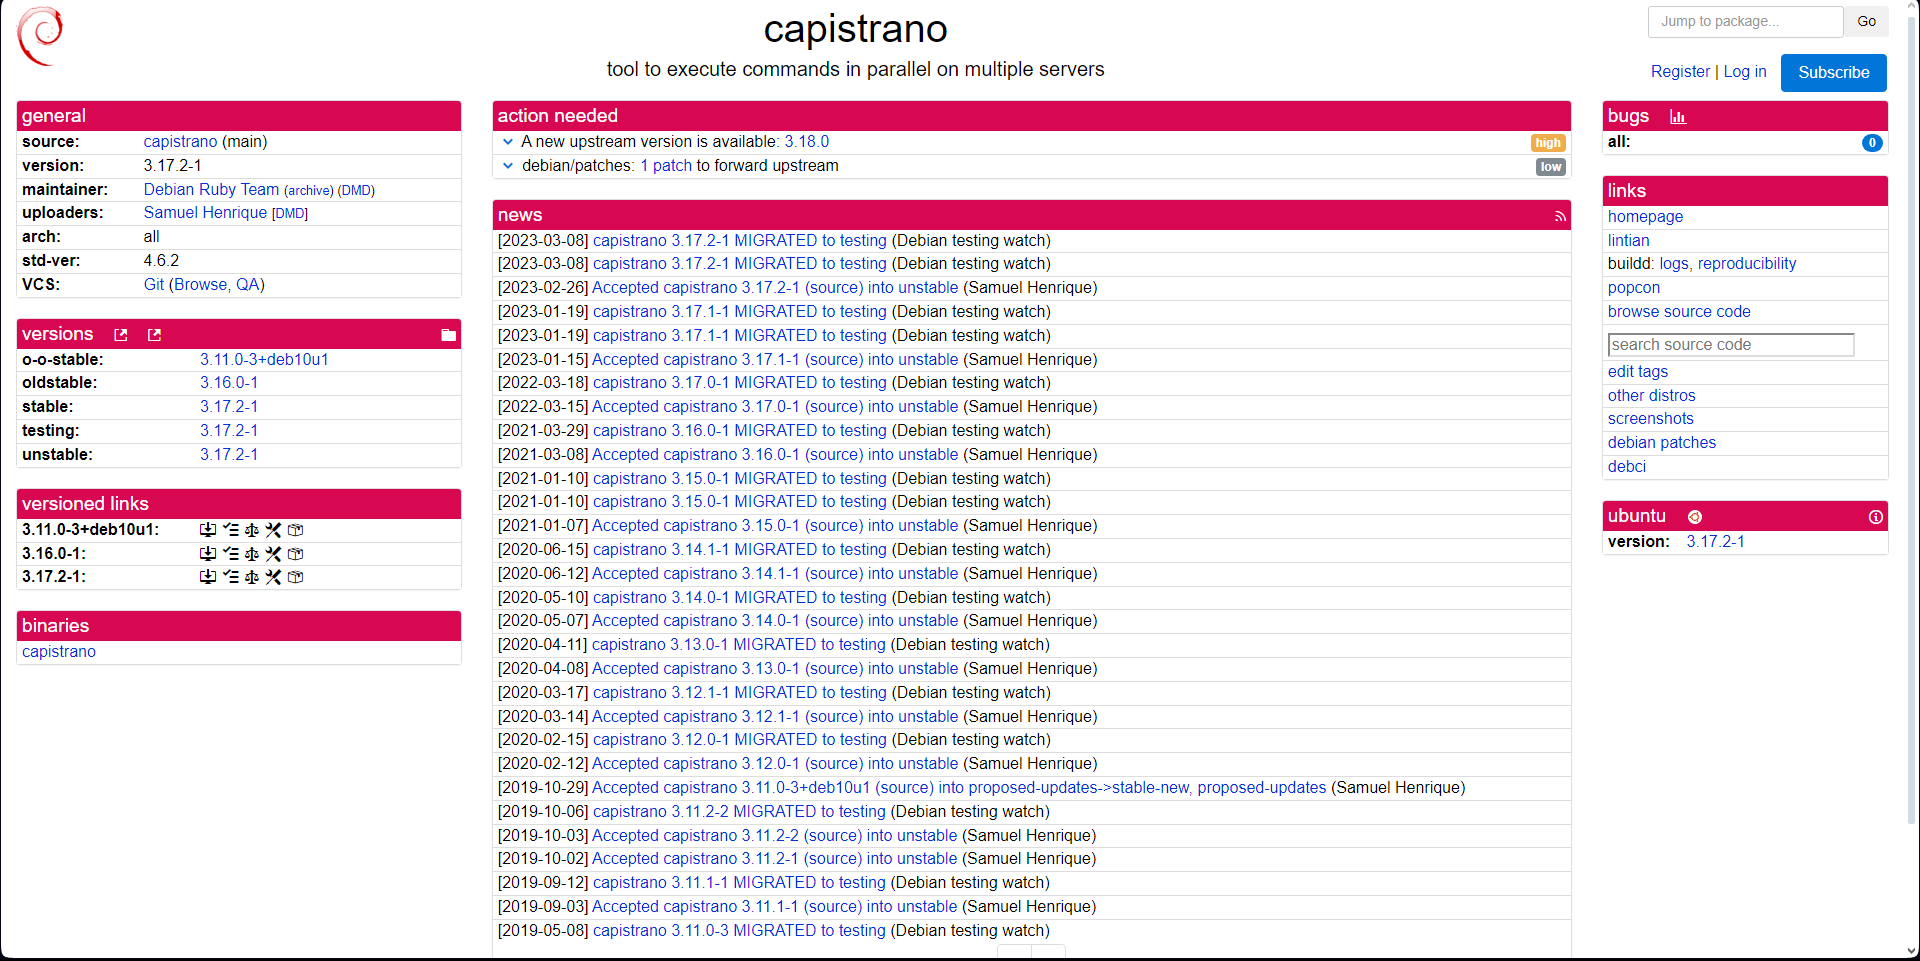 capistrano
tool to execute commands in parallel on multiple servers
Jump to package...
Go
Register | Log in
Subscribe
general
source: capistrano (main)
version: 3.17.2-1
maintainer: Debian Ruby Team (archive) (DMD)
uploaders: Samuel Henrique [DMD]
arch: all
std-ver: 4.6.2
VCS: Git (Browse, QA)
versions
o-o-stable: 3.11.0-3+deb10u1
oldstable: 3.16.0-1
stable: 3.17.2-1
testing: 3.17.2-1
unstable: 3.17.2-1
versioned links
3.11.0-3+deb10u1:
3.16.0-1:
3.17.2-1:
binaries
capistrano
action needed
A new upstream version is available: 3.18.0 high
debian/patches: 1 patch to forward upstream low
news
[2023-03-08] capistrano 3.17.2-1 MIGRATED to testing (Debian testing watch)
[2023-03-08] capistrano 3.17.2-1 MIGRATED to testing (Debian testing watch)
[2023-02-26] Accepted capistrano 3.17.2-1 (source) into unstable (Samuel Henrique)
[2023-01-19] capistrano 3.17.1-1 MIGRATED to testing (Debian testing watch)
[2023-01-19] capistrano 3.17.1-1 MIGRATED to testing (Debian testing watch)
[2023-01-15] Accepted capistrano 3.17.1-1 (source) into unstable (Samuel Henrique)
[2022-03-18] capistrano 3.17.0-1 MIGRATED to testing (Debian testing watch)
[2022-03-15] Accepted capistrano 3.17.0-1 (source) into unstable (Samuel Henrique)
[2021-03-29] capistrano 3.16.0-1 MIGRATED to testing (Debian testing watch)
[2021-03-08] Accepted capistrano 3.16.0-1 (source) into unstable (Samuel Henrique)
[2021-01-10] capistrano 3.15.0-1 MIGRATED to testing (Debian testing watch)
[2021-01-10] capistrano 3.15.0-1 MIGRATED to testing (Debian testing watch)
[2021-01-07] Accepted capistrano 3.15.0-1 (source) into unstable (Samuel Henrique)
[2020-06-15] capistrano 3.14.1-1 MIGRATED to testing (Debian testing watch)
[2020-06-12] Accepted capistrano 3.14.1-1 (source) into unstable (Samuel Henrique)
[2020-05-10] capistrano 3.14.0-1 MIGRATED to testing (Debian testing watch)
[2020-05-07] Accepted capistrano 3.14.0-1 (source) into unstable (Samuel Henrique)
[2020-04-11] capistrano 3.13.0-1 MIGRATED to testing (Debian testing watch)
[2020-04-08] Accepted capistrano 3.13.0-1 (source) into unstable (Samuel Henrique)
[2020-03-17] capistrano 3.12.1-1 MIGRATED to testing (Debian testing watch)
[2020-03-14] Accepted capistrano 3.12.1-1 (source) into unstable (Samuel Henrique)
[2020-02-15] capistrano 3.12.0-1 MIGRATED to testing (Debian testing watch)
[2020-02-12] Accepted capistrano 3.12.0-1 (source) into unstable (Samuel Henrique)
[2019-10-29] Accepted capistrano 3.11.0-3+deb10u1 (source) into proposed-updates->stable-new, proposed-updates (Samuel Henrique)
[2019-10-06] capistrano 3.11.2-2 MIGRATED to testing (Debian testing watch)
[2019-10-03] Accepted capistrano 3.11.2-2 (source) into unstable (Samuel Henrique)
[2019-10-02] Accepted capistrano 3.11.2-1 (source) into unstable (Samuel Henrique)
[2019-09-12] capistrano 3.11.1-1 MIGRATED to testing (Debian testing watch)
[2019-09-03] Accepted capistrano 3.11.1-1 (source) into unstable (Samuel Henrique)
[2019-05-08] capistrano 3.11.0-3 MIGRATED to testing (Debian testing watch)
bugs
all: 0
links
homepage
lintian
buildd: logs, reproducibility
popcon
browse source code
search source code
edit tags
other distros
screenshots
debian patches
debci
ubuntu
version: 3.17.2-1